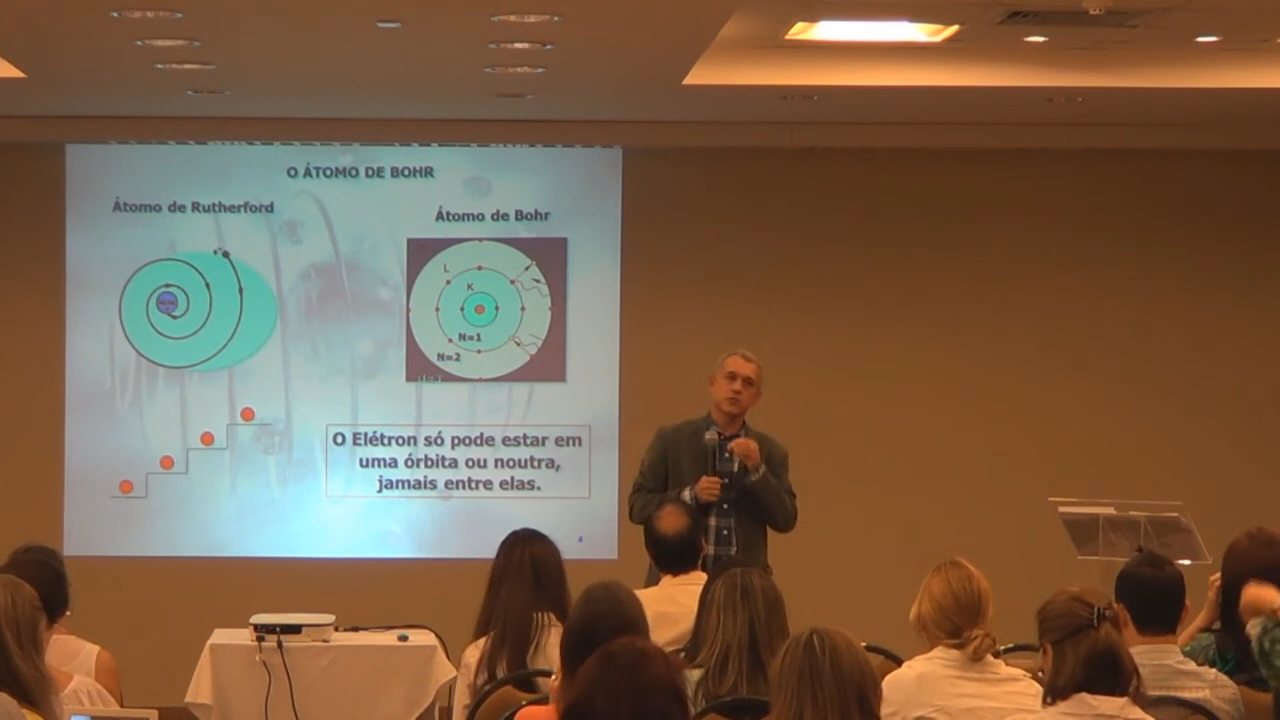 O ÁTOMO DE BOHR
Átomo de Rutherford
Átomo de Bohr
L
K
N=1
N=2
O Elétron só pode estar em
uma órbita ou noutra,
jamais entre elas.
4